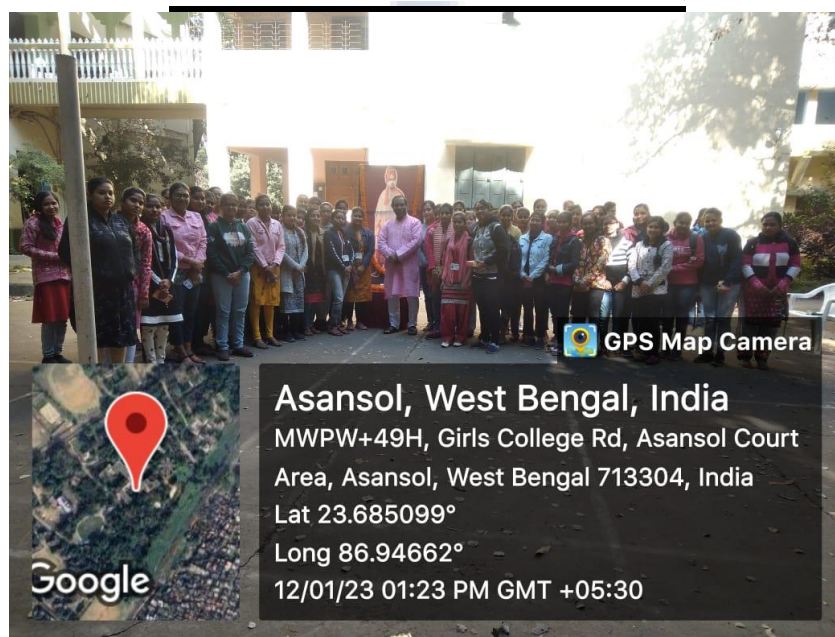 GPS Map Camera
Asansol, West Bengal, India
MWPW+49H, Girls College Rd, Asansol Court
Area, Asansol, West Bengal 713304, India
Lat 23.685099°
Long 86.94662°
12/01/23 01:23 PM GMT +05:30
Google